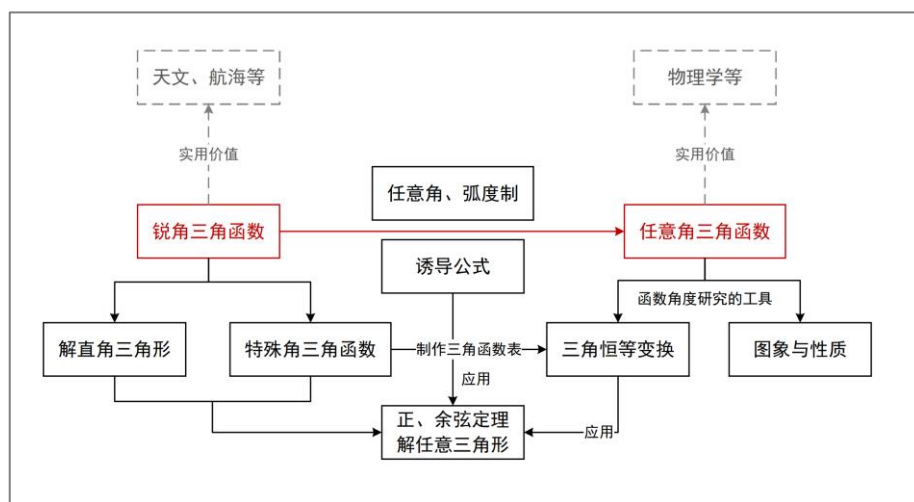 天文、航海等
物理学等
实用价值
实用价值
任意角、弧度制
锐角三角函数
任意角三角函数
诱导公式
函数角度研究的工具
解直角三角形
特殊角三角函数
制作三角函数表
三角恒等变换
图象与性质
应用
正、余弦定理
解任意三角形
应用